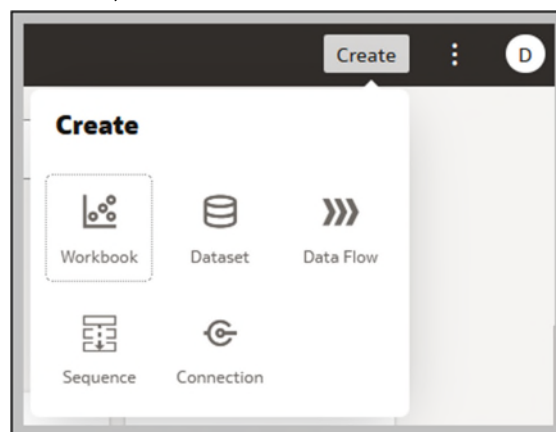 Create
D
Create
Workbook Dataset Data Flow
Sequence Connection